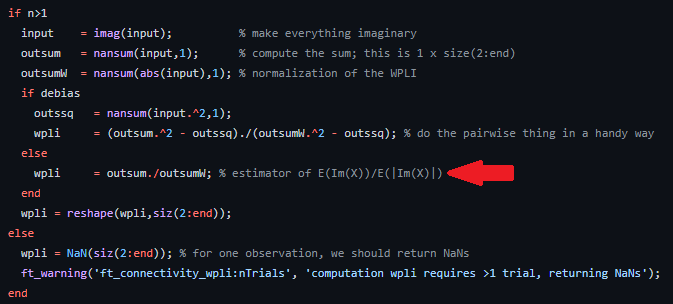 if n>1
input = imag(input); % make everything imaginary
outsum = nansum(input,1); % compute the sum; this is 1 x size(2:end)
outsumW = nansum(abs(input),1); % normalization of the WPLI
if debias
outssq = nansum(input.^2,1);
wpli = (outsum.^2 - outssq)./(outsumW.^2 - outssq); % do the pairwise thing in a handy way
else
wpli = outsum./outsumW; % estimator of E(Im(X))/E(|Im(X)|)
end
wpli = reshape(wpli,siz(2:end));
else
wpli = NaN(siz(2:end)); % for one observation, we should return NaNs
ft_warning('ft_connectivity_wpli:nTrials', 'computation wpli requires >1 trial, returning NaNs');
end